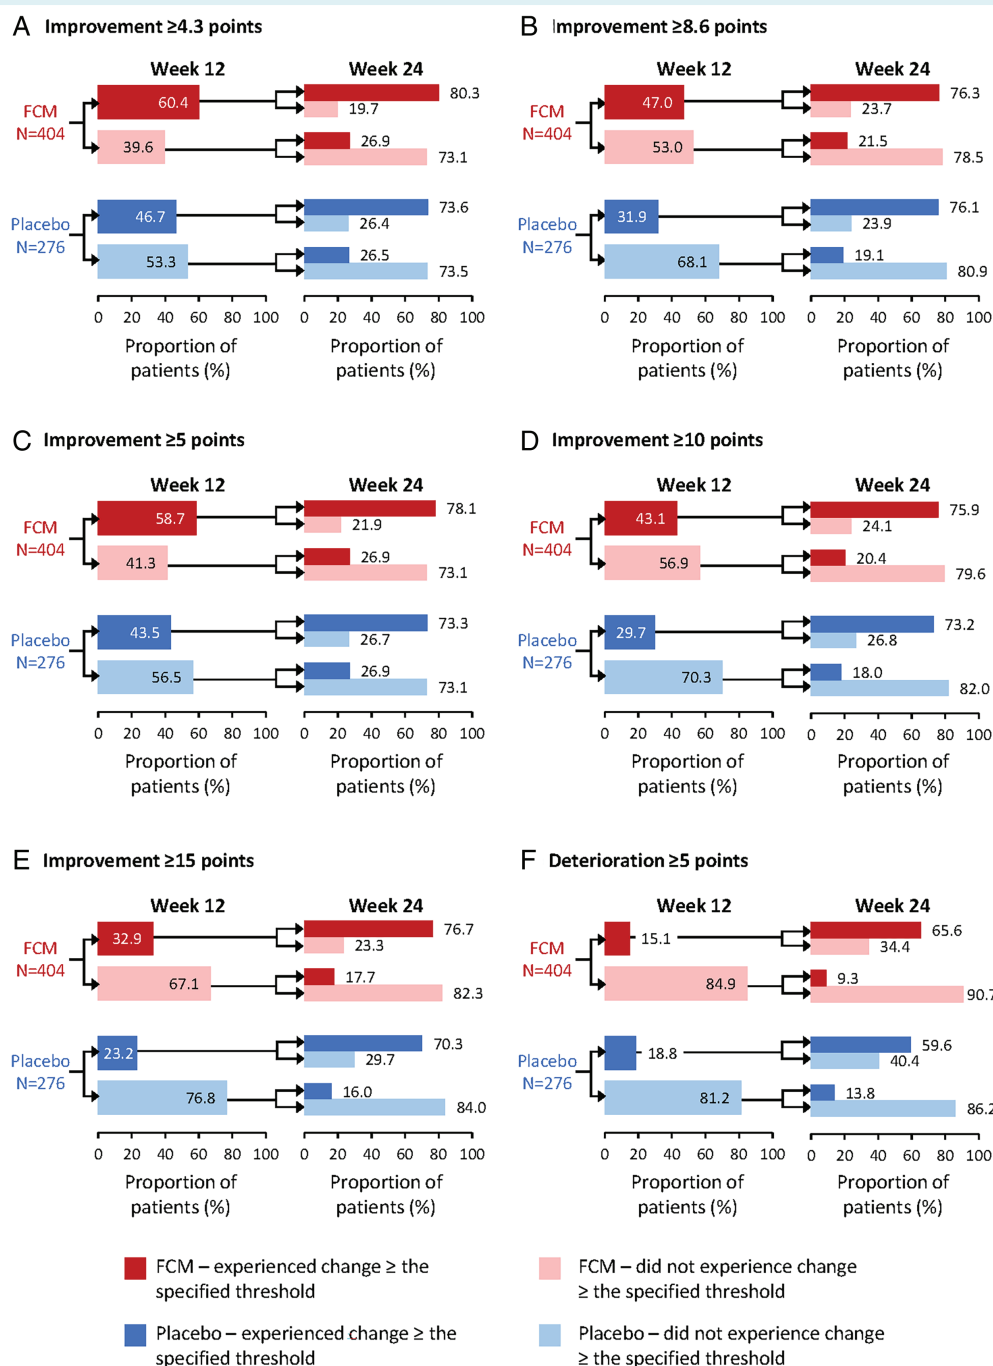 A Improvement ≥4.3 points
Week 12 Week 24
FCM
N=404
60.4
80.3
19.7
39.6
26.9
73.1
Placebo
N=276
46.7
73.6
26.4
53.3
26.5
73.5
0 20 40 60 80 100 0 20 40 60 80 100
Proportion of patients (%)
Proportion of patients (%)
B Improvement ≥8.6 points
Week 12 Week 24
FCM
N=404
47.0
76.3
23.7
53.0
21.5
78.5
Placebo
N=276
31.9
76.1
23.9
68.1
19.1
80.9
0 20 40 60 80 100 0 20 40 60 80 100
Proportion of patients (%)
Proportion of patients (%)
C Improvement ≥5 points
Week 12 Week 24
FCM
N=404
58.7
78.1
21.9
41.3
26.9
73.1
Placebo
N=276
43.5
73.3
26.7
56.5
26.9
73.1
0 20 40 60 80 100 0 20 40 60 80 100
Proportion of patients (%)
Proportion of patients (%)
D Improvement ≥10 points
Week 12 Week 24
FCM
N=404
43.1
75.9
24.1
56.9
20.4
79.6
Placebo
N=276
29.7
73.2
26.8
70.3
18.0
82.0
0 20 40 60 80 100 0 20 40 60 80 100
Proportion of patients (%)
Proportion of patients (%)
E Improvement ≥15 points
Week 12 Week 24
FCM
N=404
32.9
76.7
23.3
67.1
17.7
82.3
Placebo
N=276
23.2
70.3
29.7
76.8
16.0
84.0
0 20 40 60 80 100 0 20 40 60 80 100
Proportion of patients (%)
Proportion of patients (%)
F Deterioration ≥5 points
Week 12 Week 24
FCM
N=404
15.1
65.6
34.4
84.9
9.3
90.7
Placebo
N=276
18.8
59.6
40.4
81.2
13.8
86.2
0 20 40 60 80 100 0 20 40 60 80 100
Proportion of patients (%)
Proportion of patients (%)
FCM – experienced change ≥ the
specified threshold
FCM – did not experience change
≥ the specified threshold
Placebo – experienced change ≥ the
specified threshold
Placebo – did not experience change
≥ the specified threshold